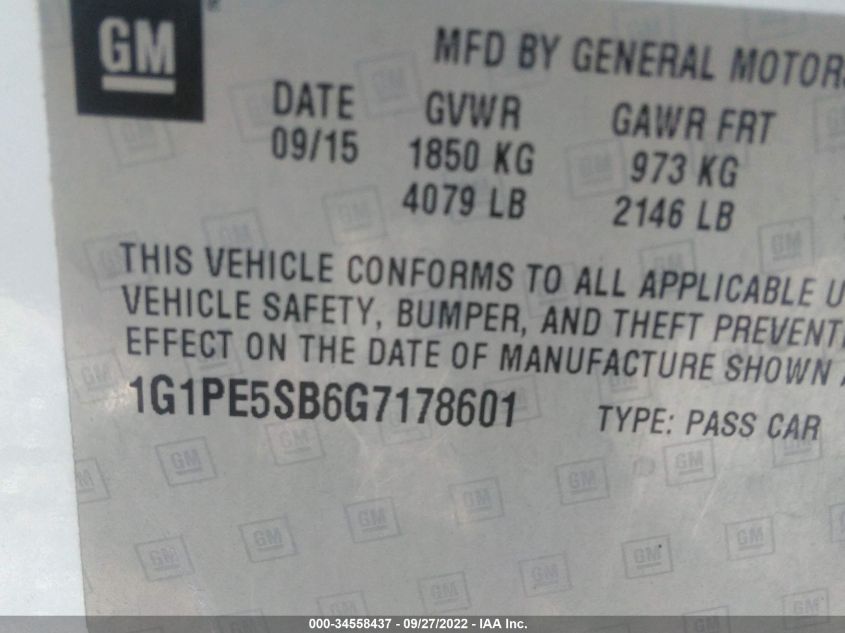 GM
MFD BY GENERAL MOTORS
DATE GVWR GAWR FRT
09/15 1850 KG 973 KG
4079 LB 2146 LB
THIS VEHICLE CONFORMS TO ALL APPLICABLE U
VEHICLE SAFETY, BUMPER, AND THEFT PREVENTI
EFFECT ON THE DATE OF MANUFACTURE SHOWN A
1G1PE5SB6G7178601 TYPE: PASS CAR
000-34558437 - 09/27/2022 - IAA Inc.